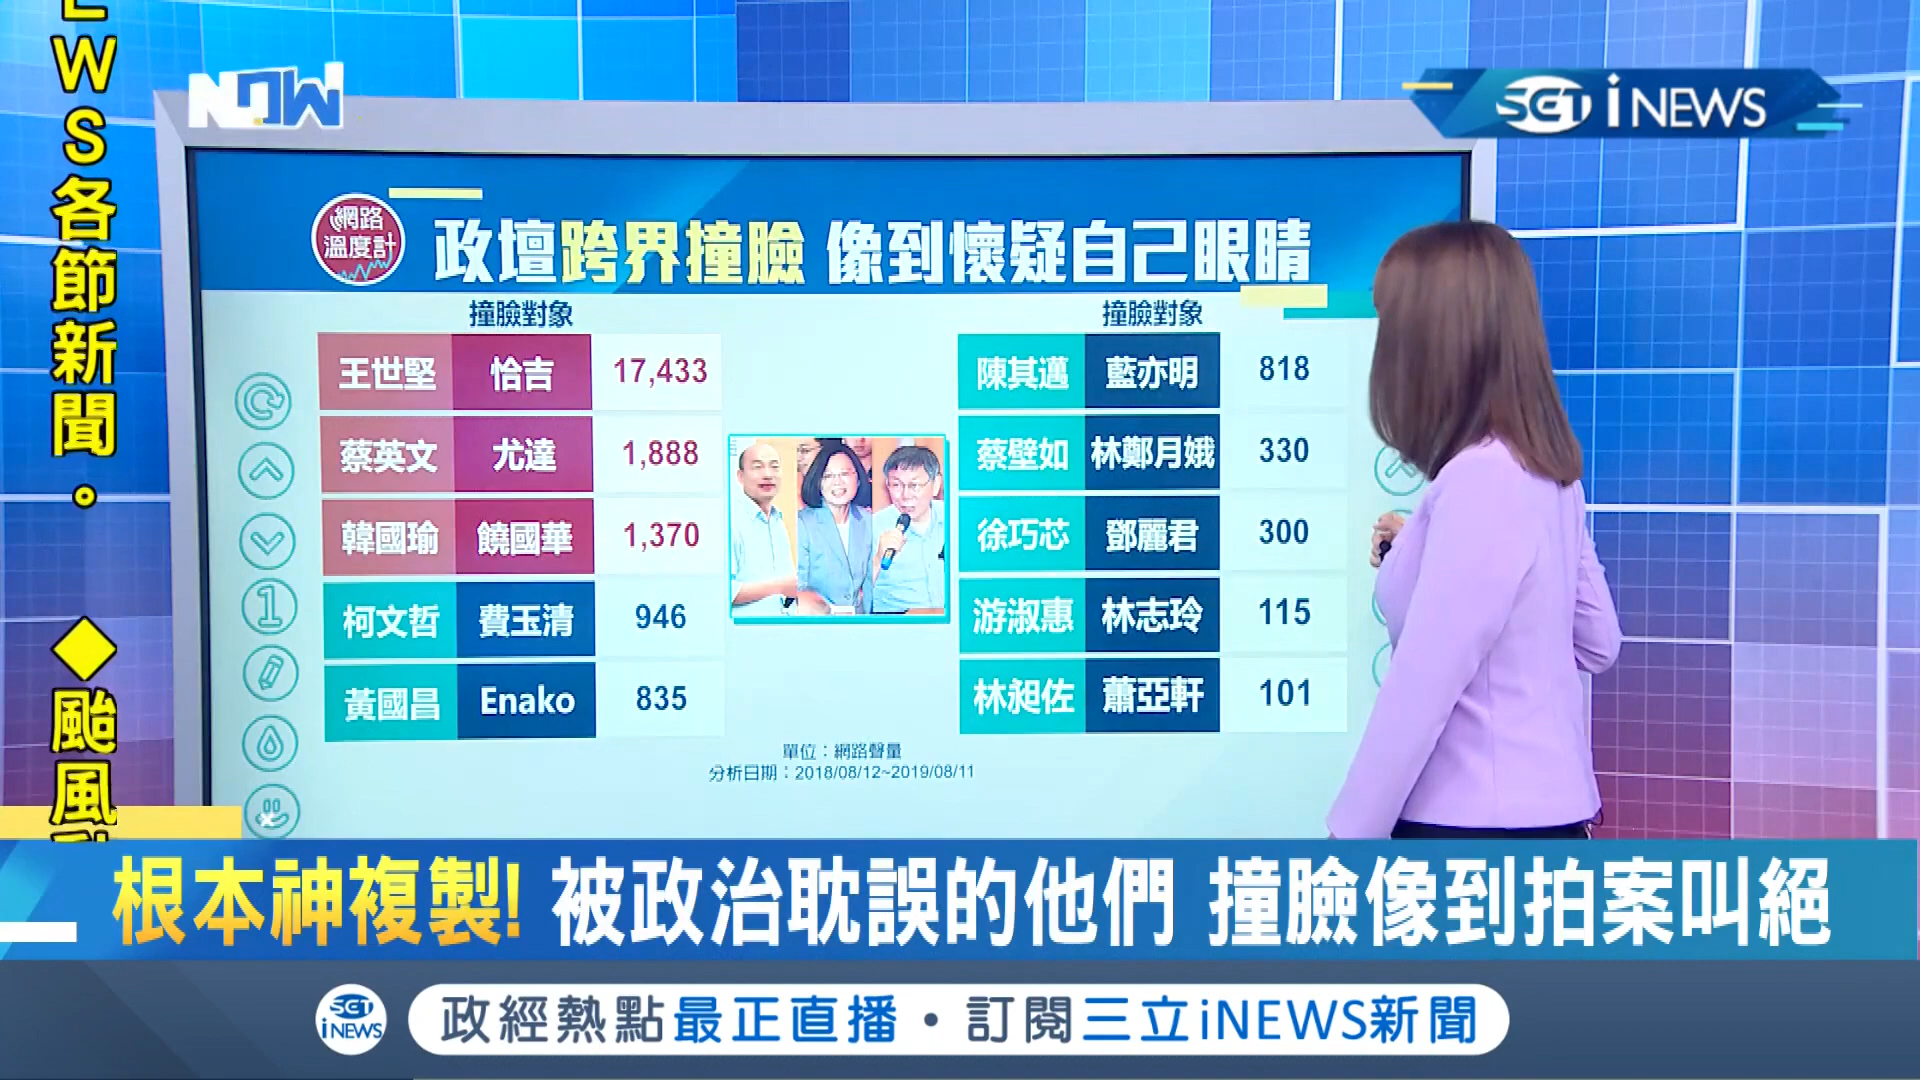 EWS各節新聞。 ◆颱風
NOW
SET iNEWS
網路
溫度計
政壇跨界撞臉 像到懷疑自己眼睛
撞臉對象
王世堅 恰吉 17,433
蔡英文 尤達 1,888
韓國瑜 饒國華 1,370
柯文哲 費玉清 946
黃國昌 Enako 835
撞臉對象
陳其邁 藍亦明 818
蔡壁如 林鄭月娥 330
徐巧芯 鄧麗君 300
游淑惠 林志玲 115
林昶佐 蕭亞軒 101
單位：網路聲量
分析日期：2018/08/12~2019/08/11
1
根本神複製! 被政治耽誤的他們 撞臉像到拍案叫絕
SET
iNEWS
政經熱點最正直播・訂閱三立iNEWS新聞